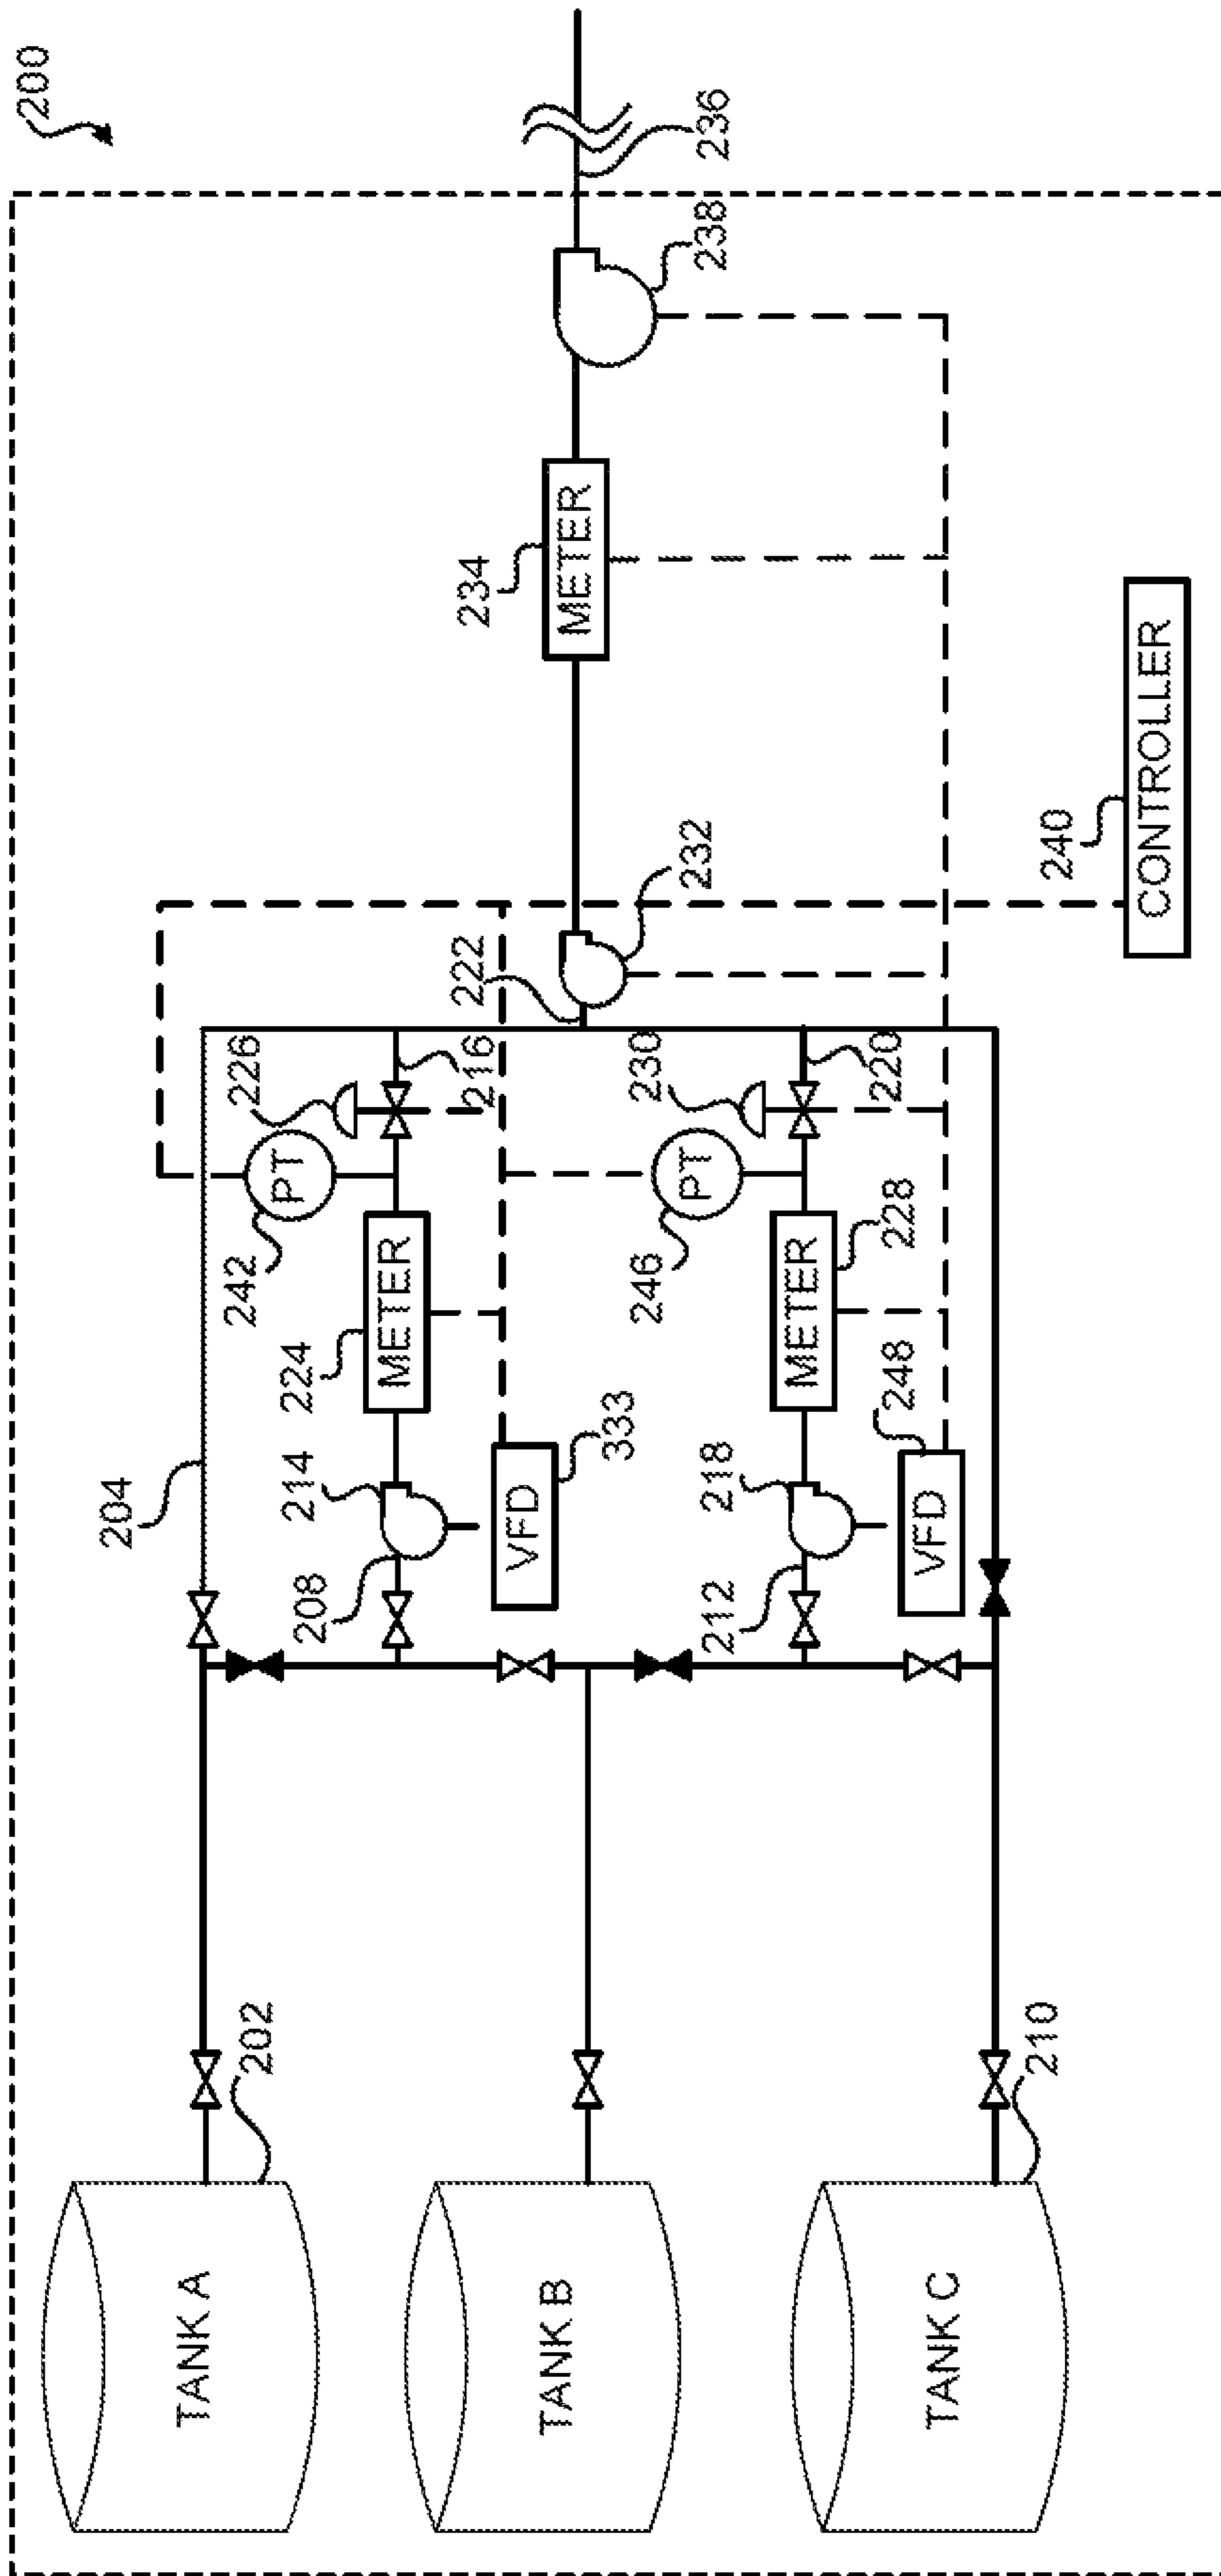 200
TANK A
202
204
TANK B
TANK C
210
208
214
224
METER
242
PT
226
216
VFD
333
212
218
METER
228
246
PT
230
220
VFD
248
222
232
234
METER
238
236
240
CONTROLLER